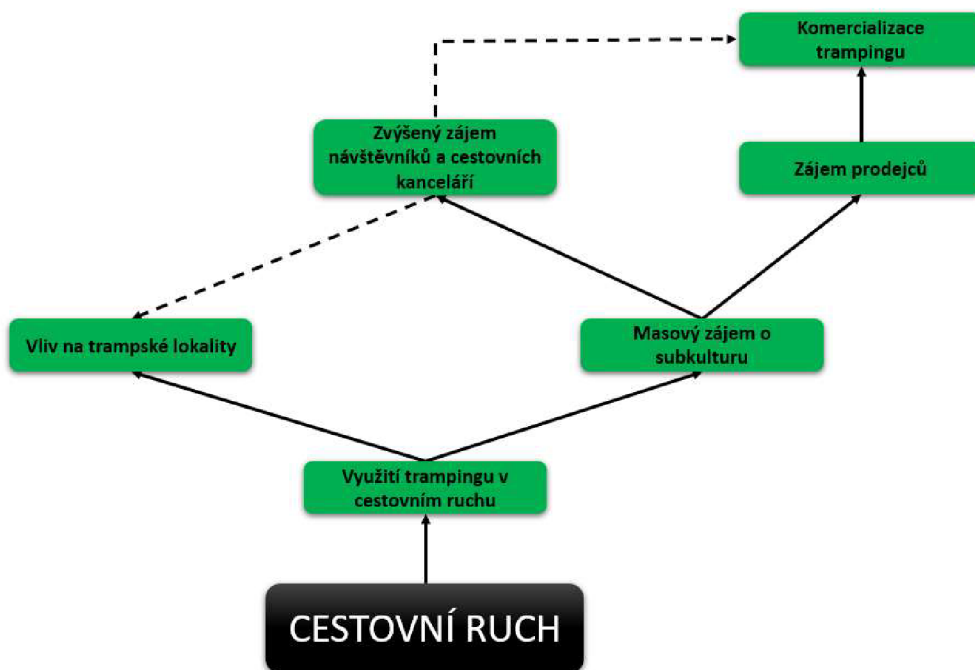 Komercializace
trampingu
Zvýšený zájem
návštěvníků a cestovních
kanceláří
Zájem prodejců
Vliv na trampské lokality
Masový zájem o
subkulturu
Využití trampingu v
cestovním ruchu
CESTOVNÍ RUCH